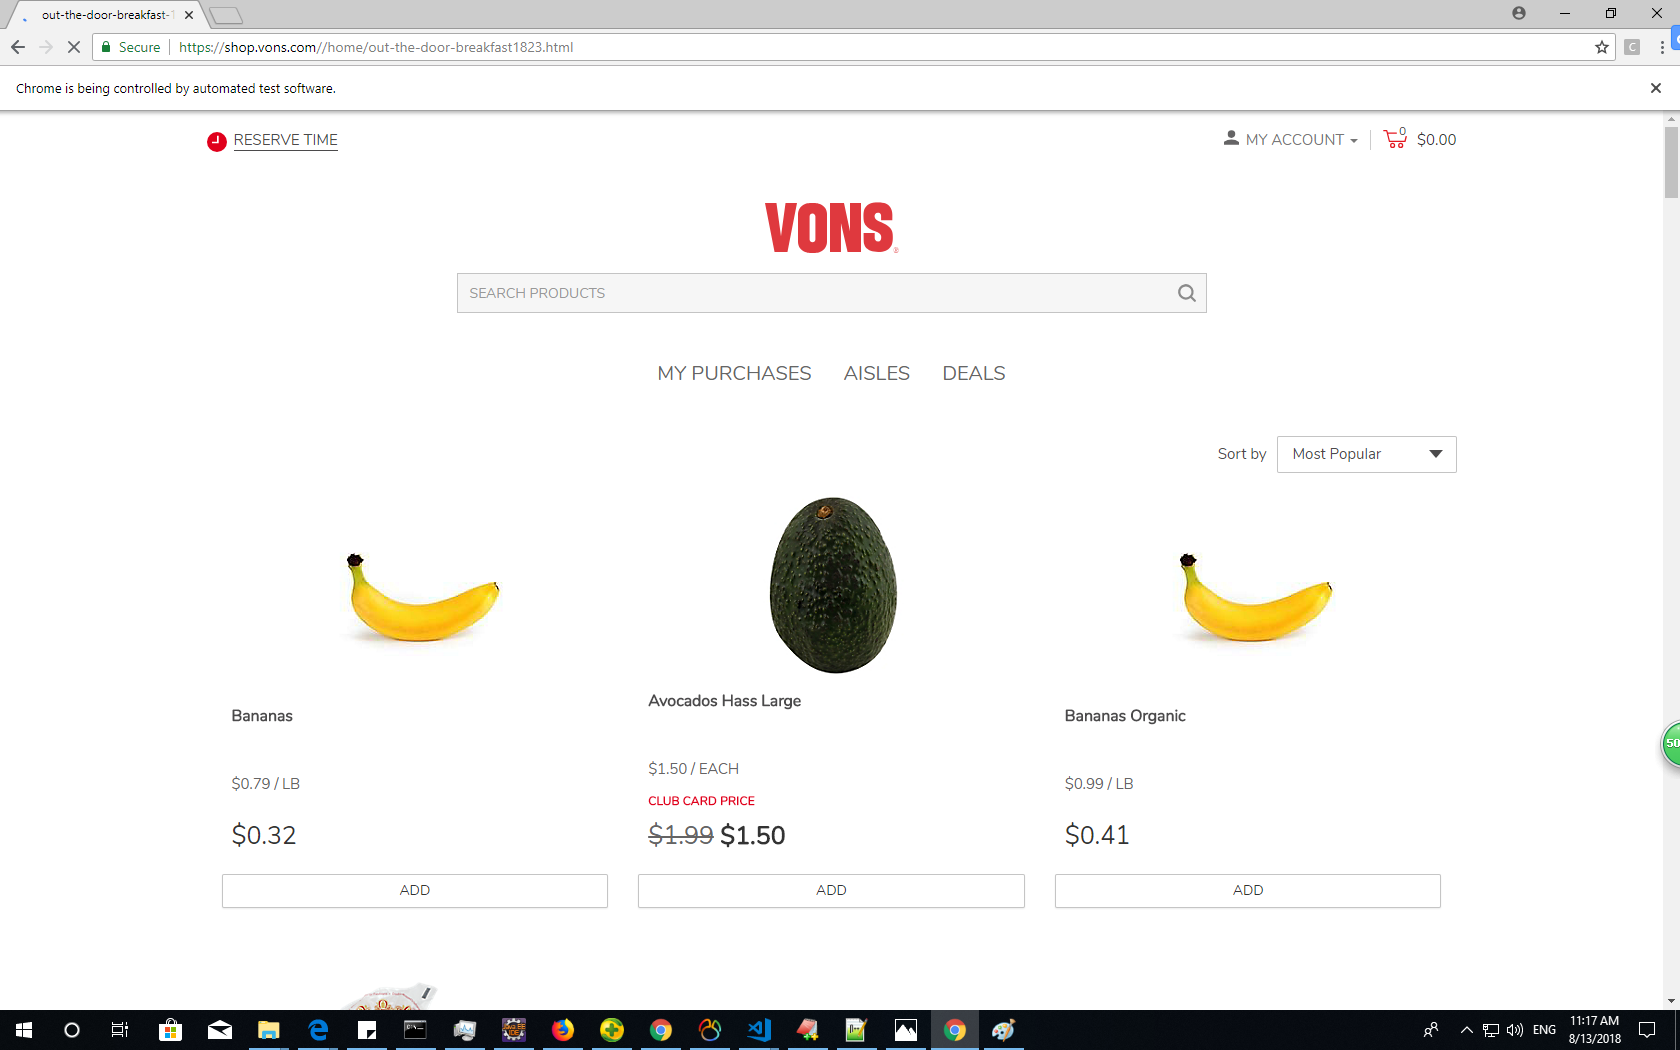 out-the-door-breakfast-1
Secure
https://shop.vons.com//home/out-the-door-breakfast1823.html
C
Chrome is being controlled by automated test software.
RESERVE TIME
MY ACCOUNT
0
$0.00
VONS
SEARCH PRODUCTS
MY PURCHASES
AISLES
DEALS
Sort by
Most Popular
Bananas
$0.79 / LB
$0.32
ADD
Avocados Hass Large
$1.50 / EACH
CLUB CARD PRICE
$1.99 $1.50
ADD
Bananas Organic
$0.99 / LB
$0.41
ADD
50
ENG
11:17 AM
8/13/2018